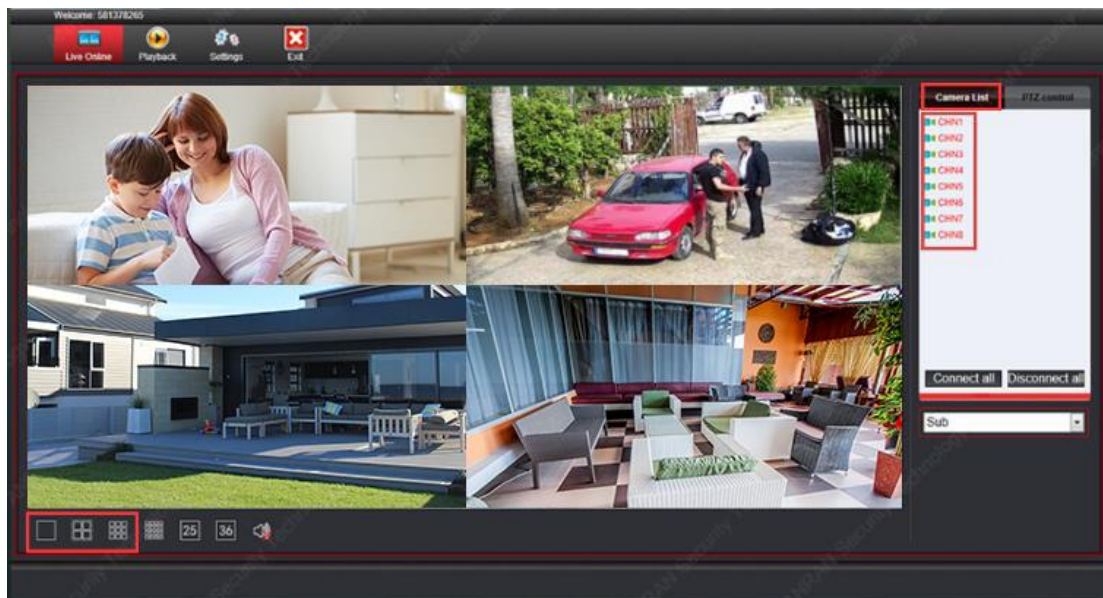 Welcome: 581378265
Live Online Playback Settings Exit
Camera List PTZ control
CHN1
CHN2
CHN3
CHN4
CHN5
CHN6
CHN7
CHN8
Connect all Disconnect all
Sub
25 36